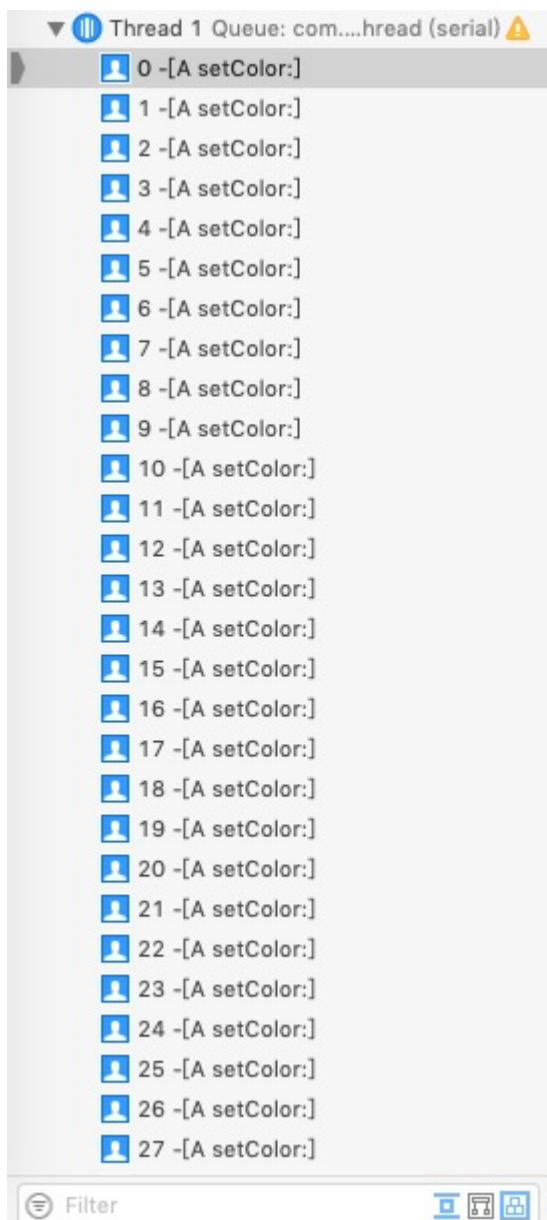 Thread 1 Queue: com....hread (serial)
0 -[A setColor:]
1 -[A setColor:]
2 -[A setColor:]
3 -[A setColor:]
4 -[A setColor:]
5 -[A setColor:]
6 -[A setColor:]
7 -[A setColor:]
8 -[A setColor:]
9 -[A setColor:]
10 -[A setColor:]
11 -[A setColor:]
12 -[A setColor:]
13 -[A setColor:]
14 -[A setColor:]
15 -[A setColor:]
16 -[A setColor:]
17 -[A setColor:]
18 -[A setColor:]
19 -[A setColor:]
20 -[A setColor:]
21 -[A setColor:]
22 -[A setColor:]
23 -[A setColor:]
24 -[A setColor:]
25 -[A setColor:]
26 -[A setColor:]
27 -[A setColor:]
Filter